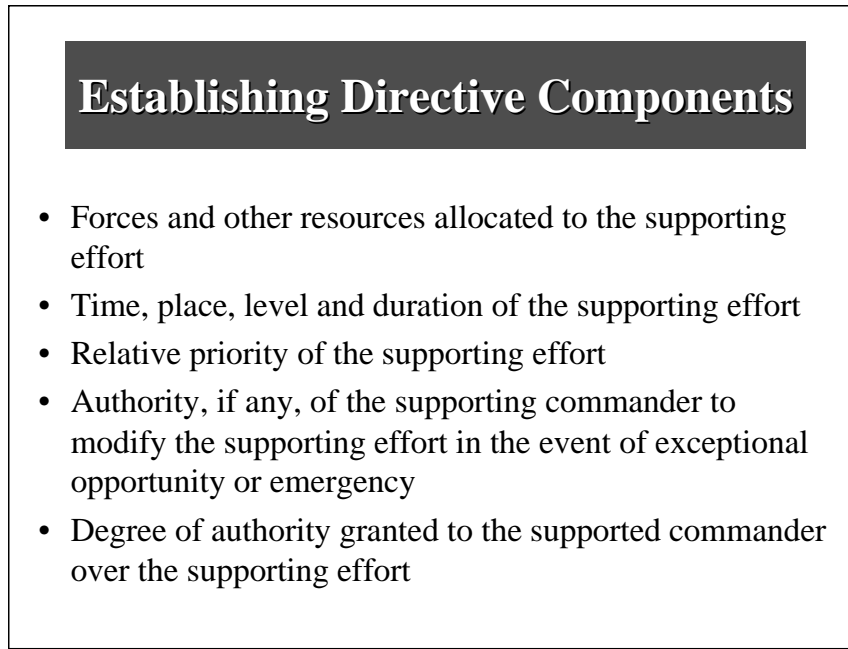 Establishing Directive Components
• Forces and other resources allocated to the supporting
effort
• Time, place, level and duration of the supporting effort
• Relative priority of the supporting effort
• Authority, if any, of the supporting commander to
modify the supporting effort in the event of exceptional
opportunity or emergency
• Degree of authority granted to the supported commander
over the supporting effort